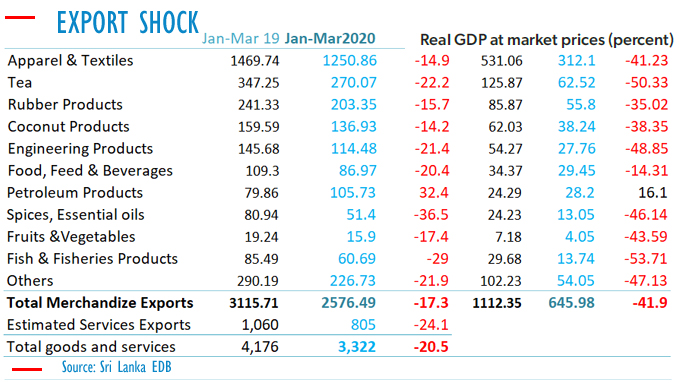 EXPORT SHOCK
Jan-Mar 19 Jan-Mar2020 Real GDP at market prices (percent)
Apparel & Textiles 1469.74 1250.86 -14.9 531.06 312.1 -41.23
Tea 347.25 270.07 -22.2 125.87 62.52 -50.33
Rubber Products 241.33 203.35 -15.7 85.87 55.8 -35.02
Coconut Products 159.59 136.93 -14.2 62.03 38.24 -38.35
Engineering Products 145.68 114.48 -21.4 54.27 27.76 -48.85
Food, Feed & Beverages 109.3 86.97 -20.4 34.37 29.45 -14.31
Petroleum Products 79.86 105.73 32.4 24.29 28.2 16.1
Spices, Essential oils 80.94 51.4 -36.5 24.23 13.05 -46.14
Fruits &Vegetables 19.24 15.9 -17.4 7.18 4.05 -43.59
Fish & Fisheries Products 85.49 60.69 -29 29.68 13.74 -53.71
Others 290.19 226.73 -21.9 102.23 54.05 -47.13
Total Merchandize Exports 3115.71 2576.49 -17.3 1112.35 645.98 -41.9
Estimated Services Exports 1,060 805 -24.1
Total goods and services 4,176 3,322 -20.5
Source: Sri Lanka EDB